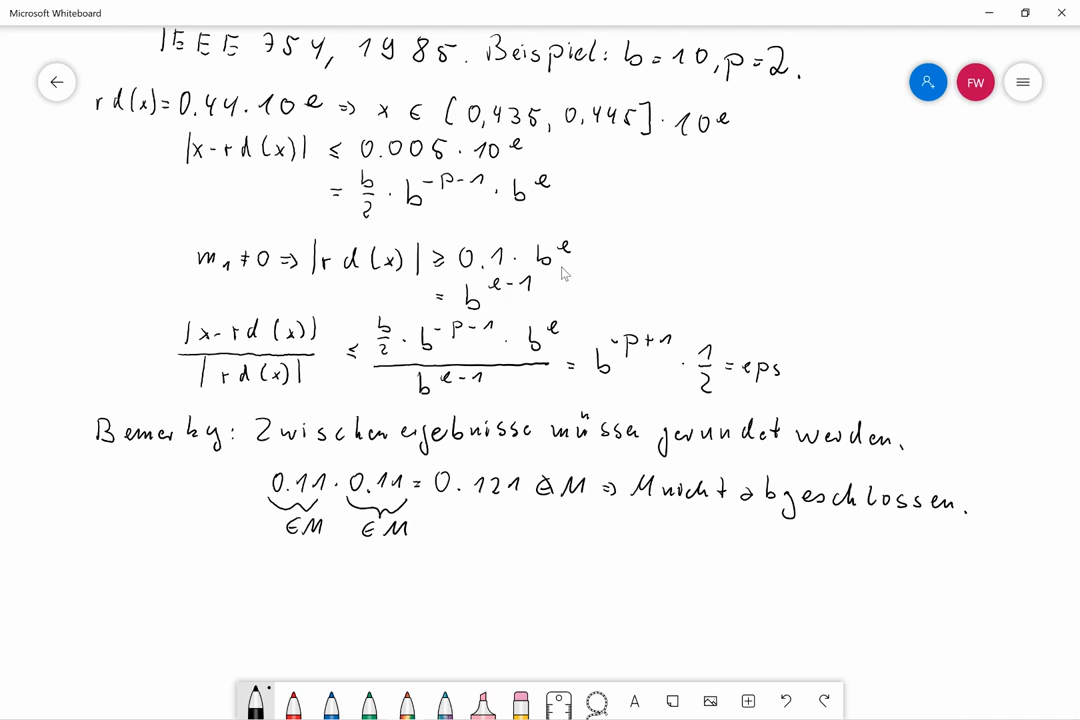 Microsoft Whiteboard
IEEE 754, 1985. Beispiel: b=10, p=2.
FW
rd(x)=0.44·10^e ⇒ x ∈ [0,435, 0,445]·10^e
|x-rd(x)| ≤ 0.005·10^e
= b/2 · b^{-p-1} · b^e
m_1≠0 ⇒ |rd(x)| ≥ 0.1·b^e
= b^{e-1}
|x-rd(x)| / |rd(x)| ≤ (b/2 · b^{-p-1} · b^e) / b^{e-1} = b^{-p+1} · 1/2 = eps
Bemerkg: Zwischenergebnisse müssen gerundet werden.
0.11 · 0.11 = 0.121 ∉ M ⇒ M nicht abgeschlossen.
∈M ∈M
A